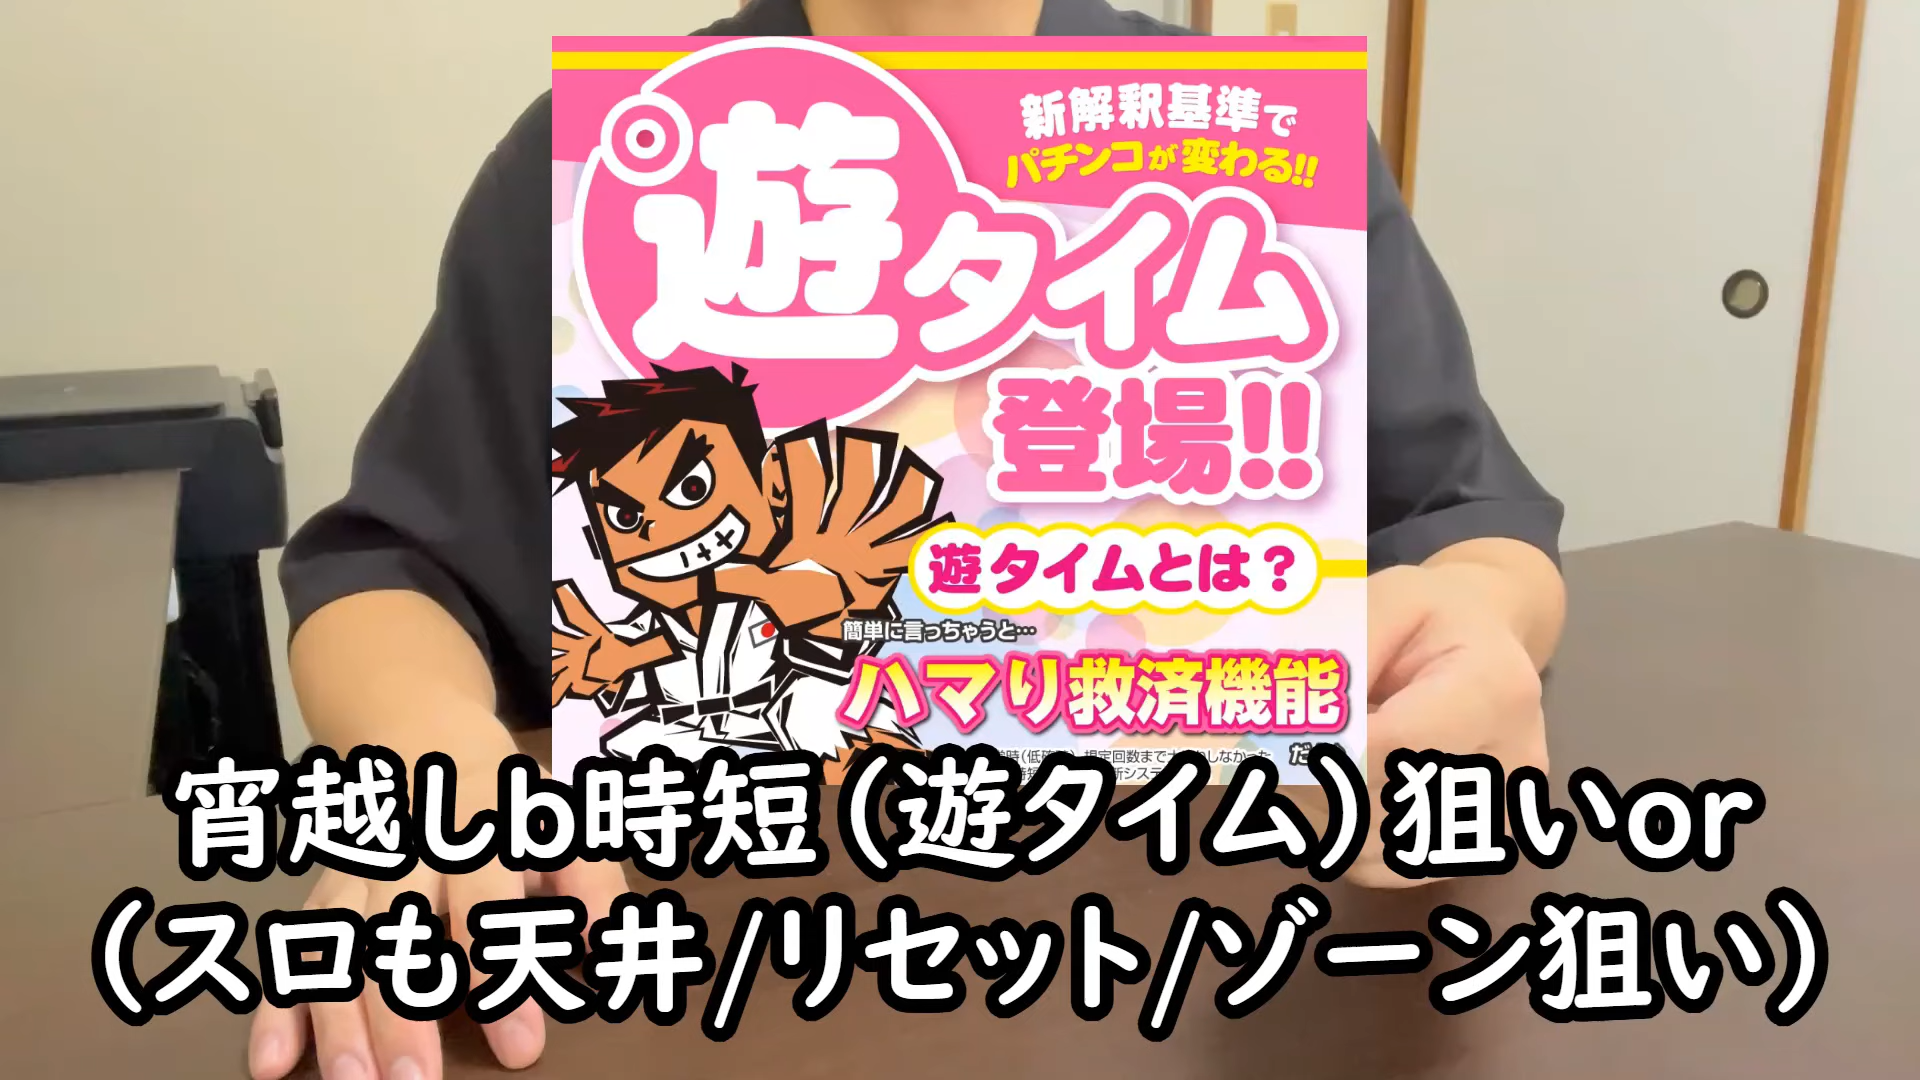 新解釈基準で
パチンコが変わる!!
遊タイム
登場!!
遊タイムとは？
簡単に言っちゃうと…
ハマり救済機能
宵越しb時短（遊タイム）狙いor
（スロも天井/リセット/ゾーン狙い）